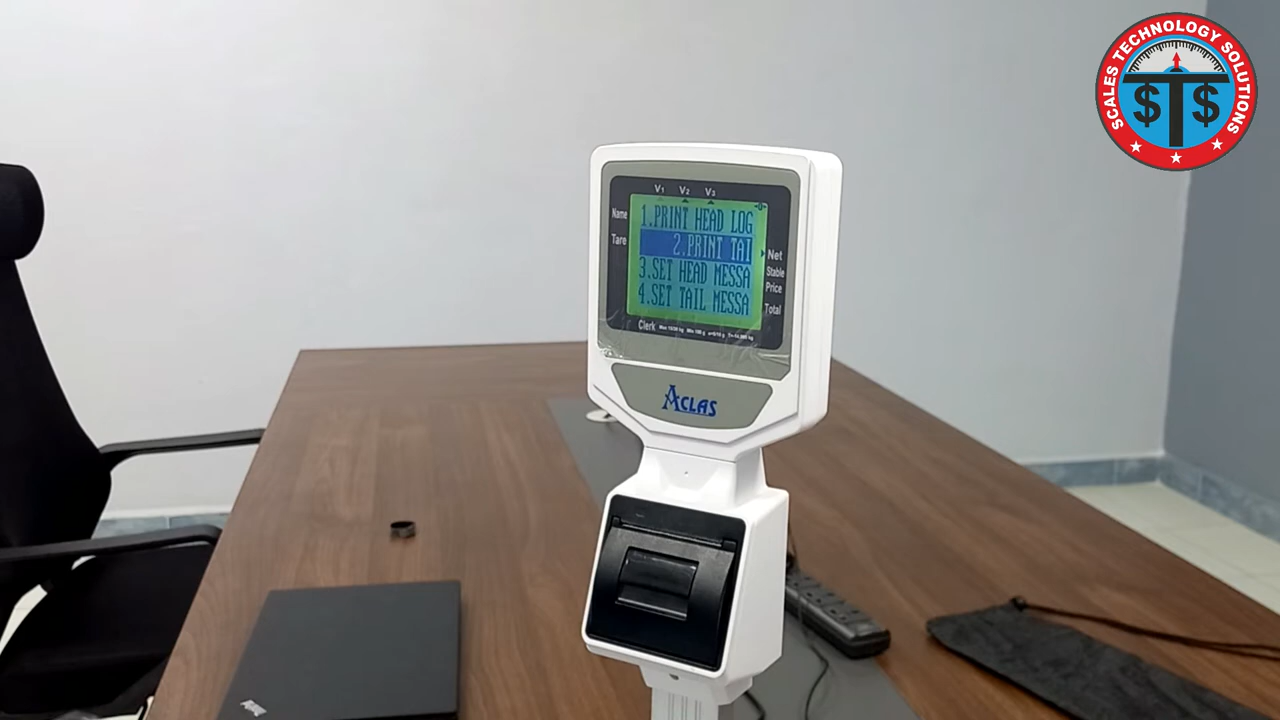 SCALES TECHNOLOGY SOLUTIONS
$T$
V1 V2 V3
Name
Tare
1.PRINT HEAD LOG
2.PRINT TAI
3.SET HEAD MESSA
4.SET TAIL MESSA
Net
Stable
Price
Total
Clerk
ACLAS